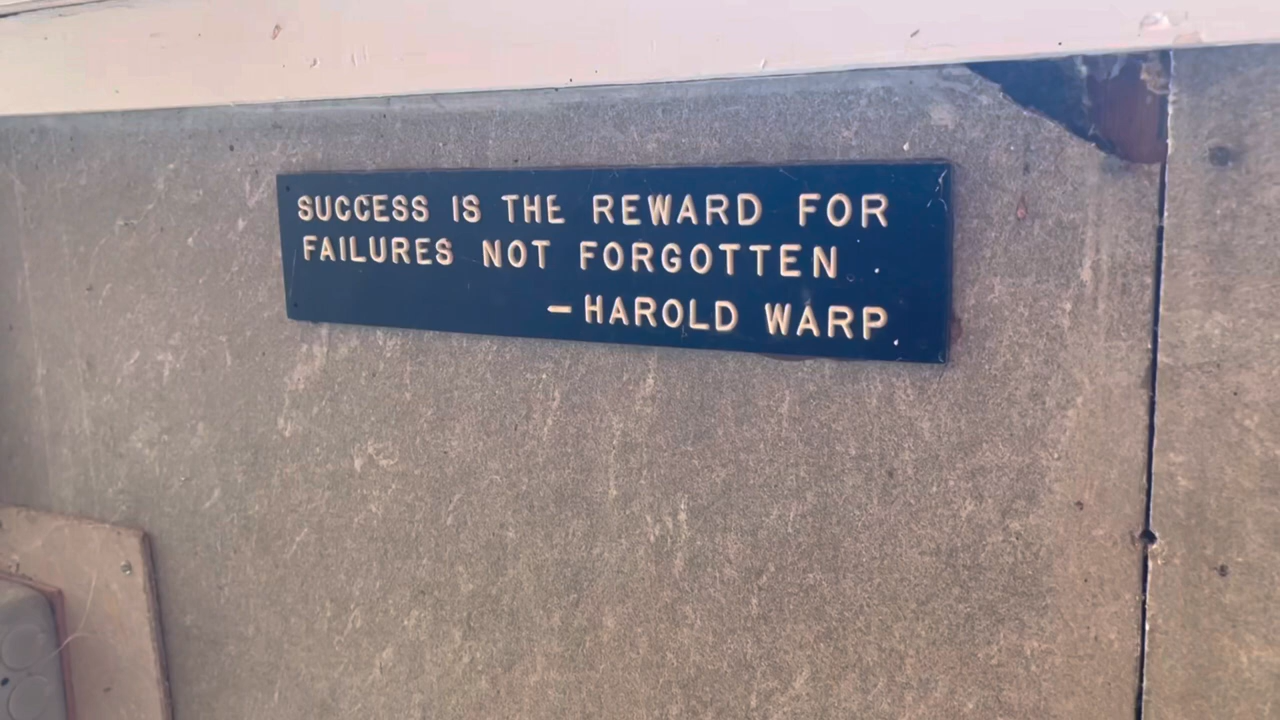 SUCCESS IS THE REWARD FOR
FAILURES NOT FORGOTTEN .
— HAROLD WARP